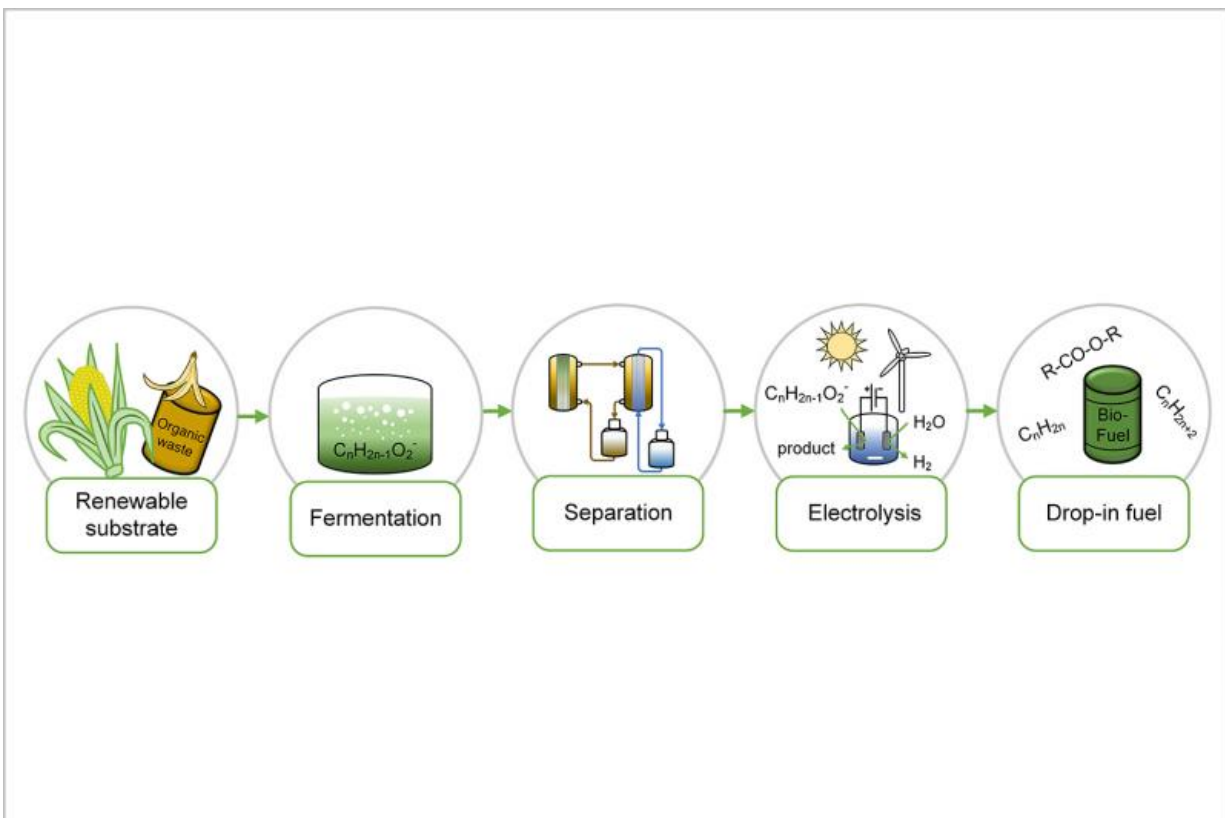 Organic
waste
Renewable
substrate
CₙH₂ₙ₋₁O₂⁻
Fermentation
Separation
CₙH₂ₙ₋₁O₂⁻
+
−
H₂O
product
H₂
Electrolysis
R-CO-O-R
CₙH₂ₙ
Bio-
Fuel
CₙH₂ₙ₊₂
Drop-in fuel